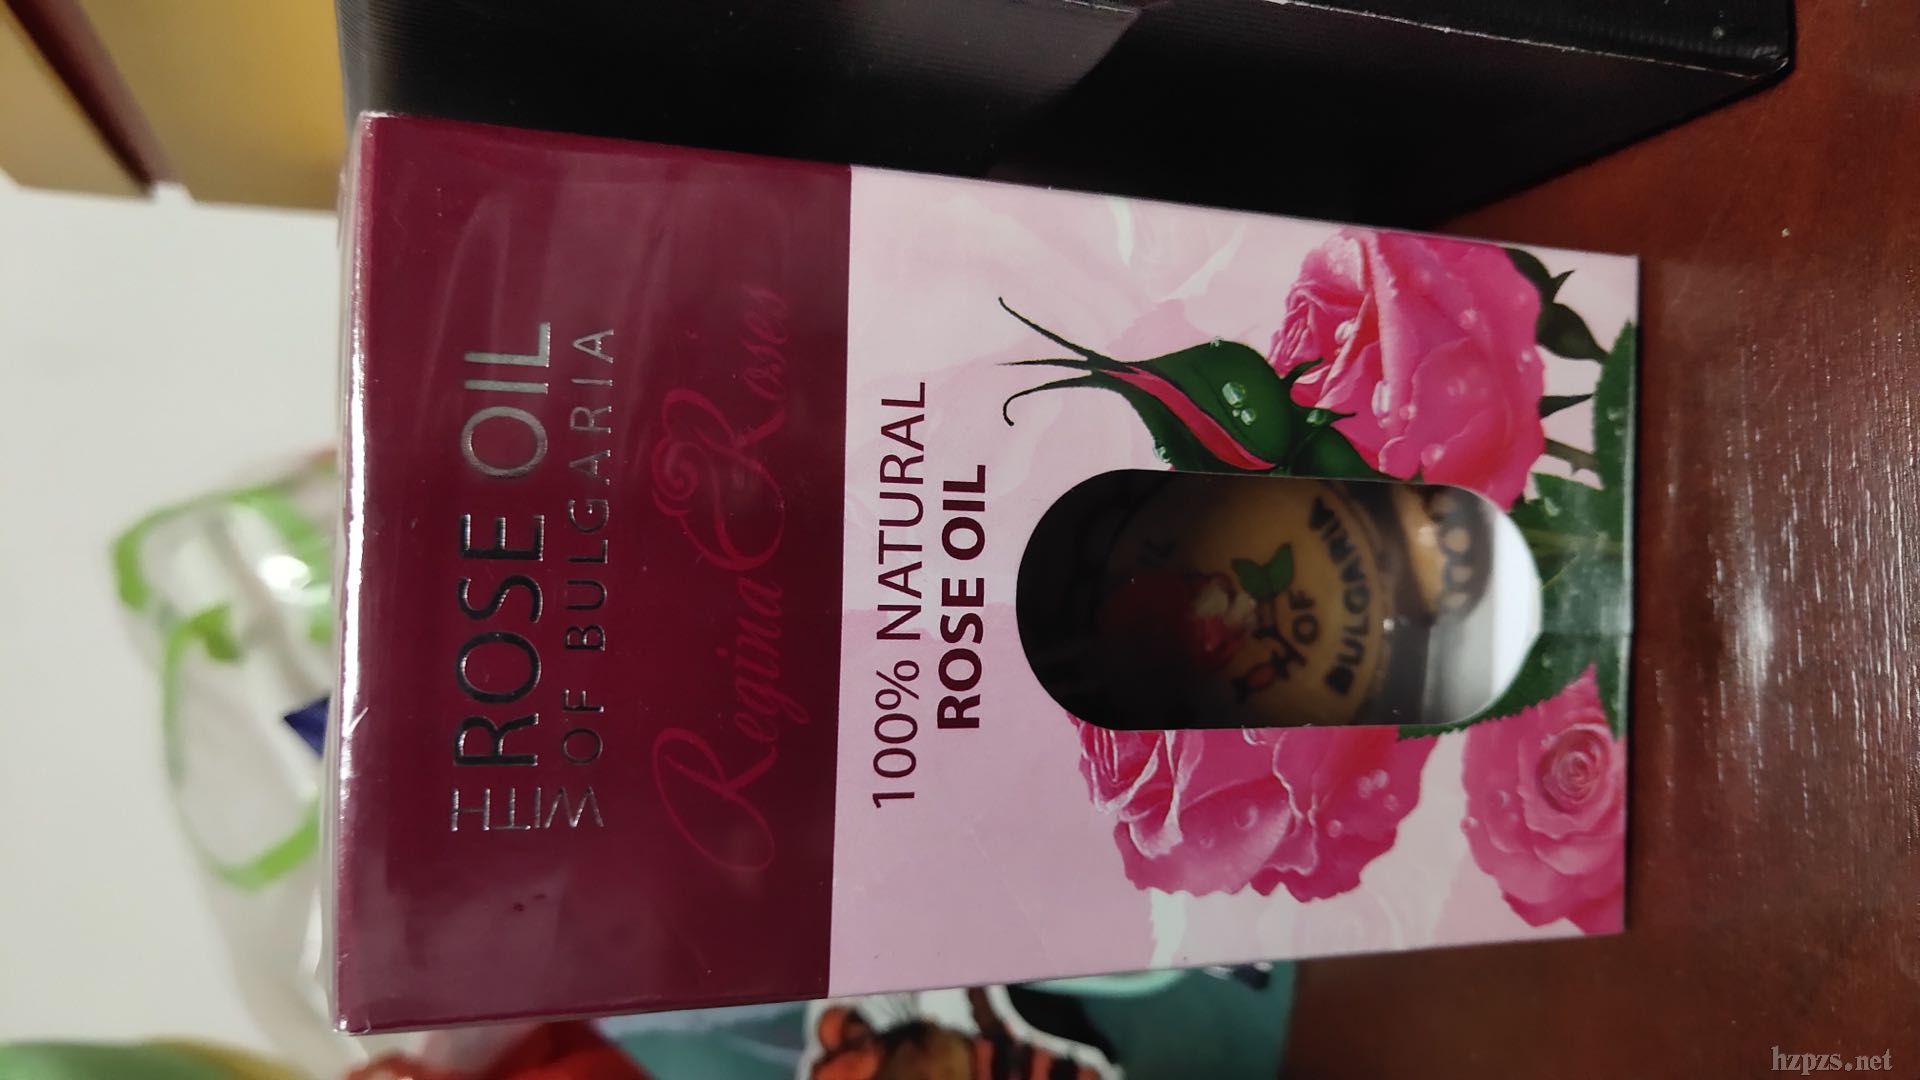 WITH ROSE OIL
OF BULGARIA
Regina Roses
100% NATURAL
ROSE OIL
OF
BULGARIA
hzpzs.net